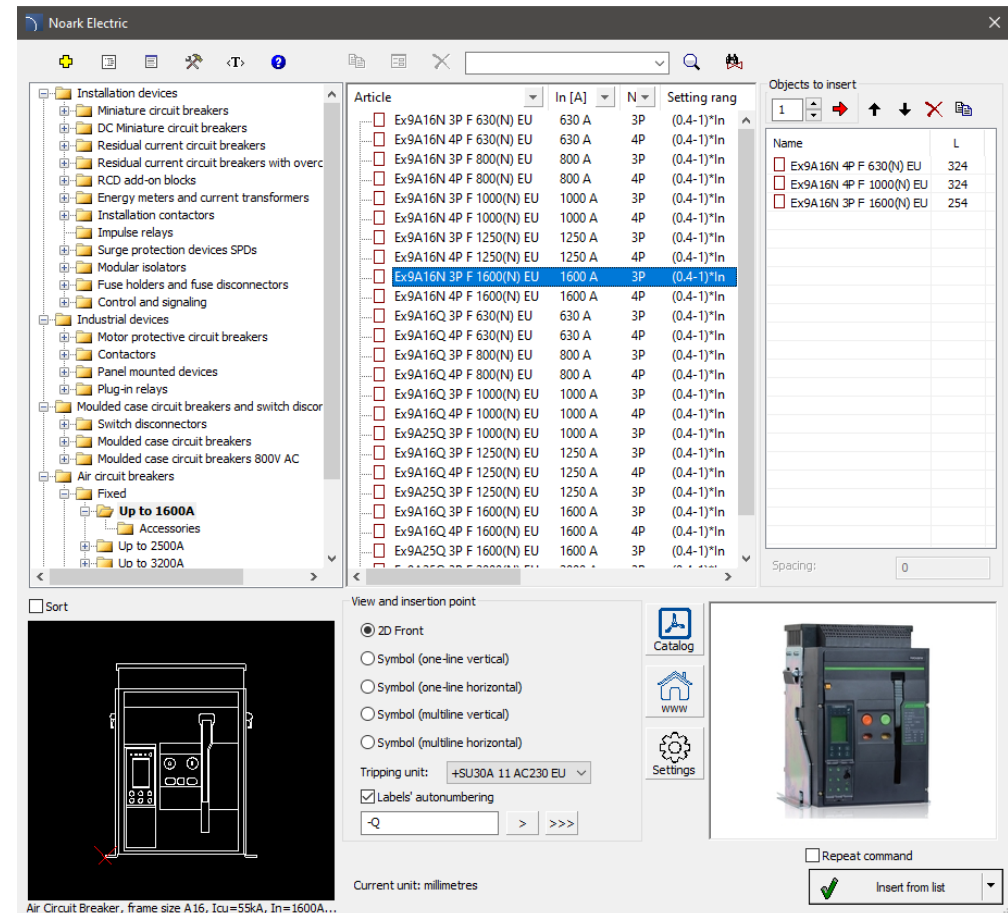 Noark Electric
‹T›
Installation devices
Miniature circuit breakers
DC Miniature circuit breakers
Residual current circuit breakers
Residual current circuit breakers with overc
RCD add-on blocks
Energy meters and current transformers
Installation contactors
Impulse relays
Surge protection devices SPDs
Modular isolators
Fuse holders and fuse disconnectors
Control and signaling
Industrial devices
Motor protective circuit breakers
Contactors
Panel mounted devices
Plug-in relays
Moulded case circuit breakers and switch discor
Switch disconnectors
Moulded case circuit breakers
Moulded case circuit breakers 800V AC
Air circuit breakers
Fixed
Up to 1600A
Accessories
Up to 2500A
Up to 3200A
Article In [A] N Setting rang
Ex9A16N 3P F 630(N) EU 630 A 3P (0.4-1)*In
Ex9A16N 4P F 630(N) EU 630 A 4P (0.4-1)*In
Ex9A16N 3P F 800(N) EU 800 A 3P (0.4-1)*In
Ex9A16N 4P F 800(N) EU 800 A 4P (0.4-1)*In
Ex9A16N 3P F 1000(N) EU 1000 A 3P (0.4-1)*In
Ex9A16N 4P F 1000(N) EU 1000 A 4P (0.4-1)*In
Ex9A16N 3P F 1250(N) EU 1250 A 3P (0.4-1)*In
Ex9A16N 4P F 1250(N) EU 1250 A 4P (0.4-1)*In
Ex9A16N 3P F 1600(N) EU 1600 A 3P (0.4-1)*In
Ex9A16N 4P F 1600(N) EU 1600 A 4P (0.4-1)*In
Ex9A16Q 3P F 630(N) EU 630 A 3P (0.4-1)*In
Ex9A16Q 4P F 630(N) EU 630 A 4P (0.4-1)*In
Ex9A16Q 3P F 800(N) EU 800 A 3P (0.4-1)*In
Ex9A16Q 4P F 800(N) EU 800 A 4P (0.4-1)*In
Ex9A16Q 3P F 1000(N) EU 1000 A 3P (0.4-1)*In
Ex9A16Q 4P F 1000(N) EU 1000 A 4P (0.4-1)*In
Ex9A25Q 3P F 1000(N) EU 1000 A 3P (0.4-1)*In
Ex9A16Q 3P F 1250(N) EU 1250 A 3P (0.4-1)*In
Ex9A16Q 4P F 1250(N) EU 1250 A 4P (0.4-1)*In
Ex9A25Q 3P F 1250(N) EU 1250 A 3P (0.4-1)*In
Ex9A16Q 3P F 1600(N) EU 1600 A 3P (0.4-1)*In
Ex9A16Q 4P F 1600(N) EU 1600 A 4P (0.4-1)*In
Ex9A25Q 3P F 1600(N) EU 1600 A 3P (0.4-1)*In
Objects to insert
1
Name L
Ex9A16N 4P F 630(N) EU 324
Ex9A16N 4P F 1000(N) EU 324
Ex9A16N 3P F 1600(N) EU 254
Spacing: 0
Sort
View and insertion point
2D Front
Symbol (one-line vertical)
Symbol (one-line horizontal)
Symbol (multiline vertical)
Symbol (multiline horizontal)
Tripping unit: +SU30A 11 AC230 EU
Labels' autonumbering
-Q > >>>
Catalog
www
Settings
Current unit: millimetres
Repeat command
Insert from list
Air Circuit Breaker, frame size A16, Icu=55kA, In=1600A...